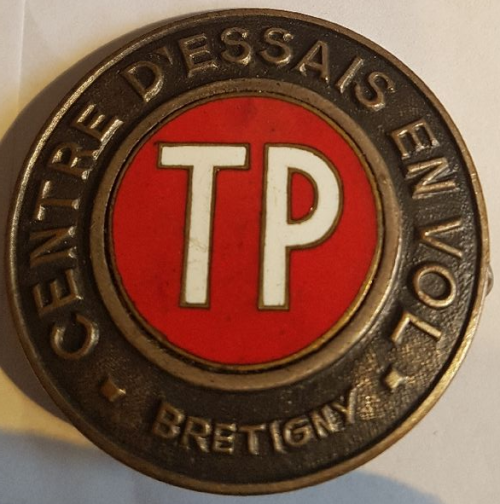 CENTRE D'ESSAIS EN VOL
TP
BRETIGNY